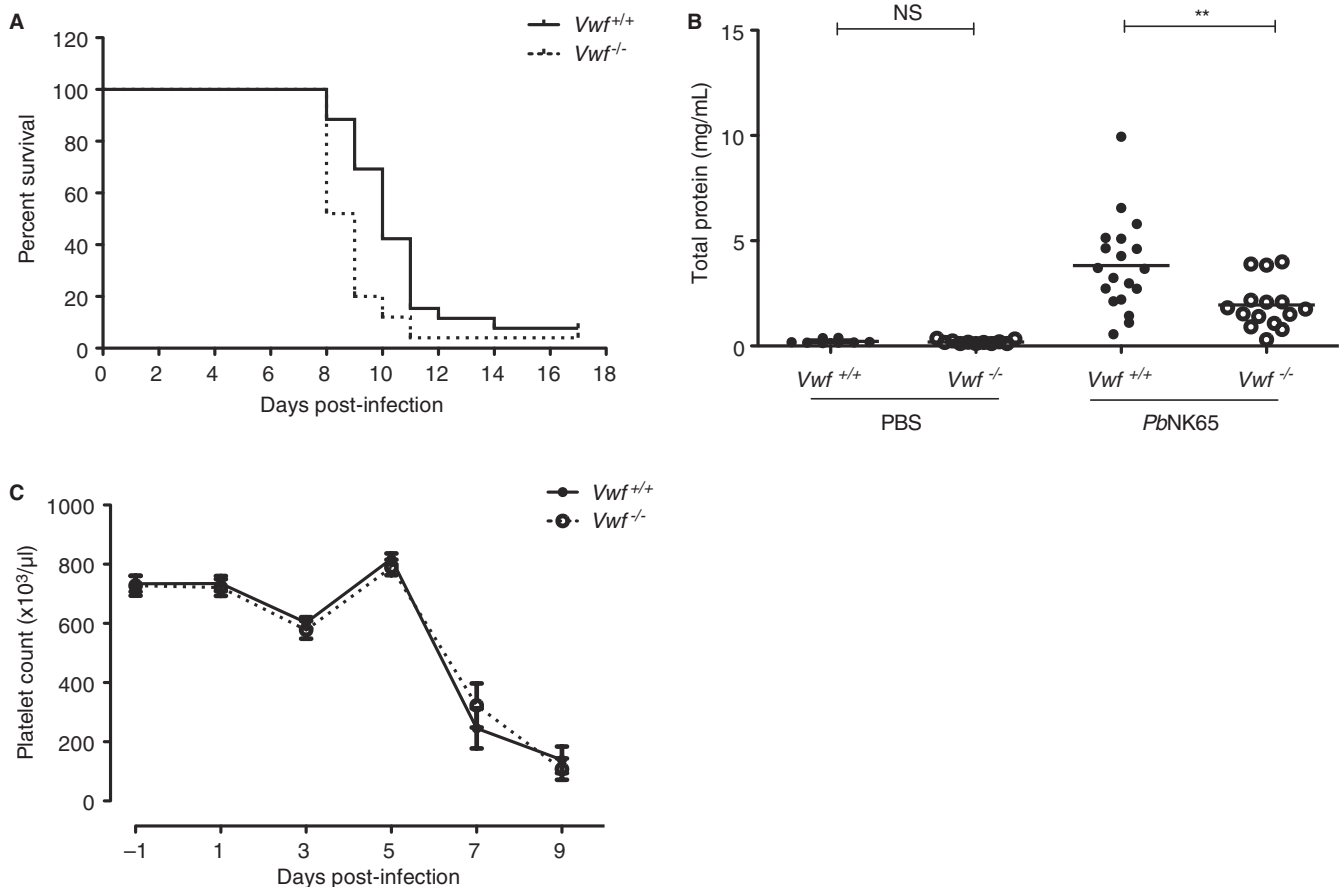 A
Vwf+/+
Vwf-/-
120
100
80
60
40
20
0
Percent survival
0 2 4 6 8 10 12 14 16 18
Days post-infection
B
NS
**
15
10
5
0
Total protein (mg/mL)
Vwf +/+ Vwf -/- Vwf +/+ Vwf -/-
PBS PbNK65
C
Vwf+/+
Vwf-/-
1000
800
600
400
200
0
Platelet count (x10³/µl)
–1 1 3 5 7 9
Days post-infection